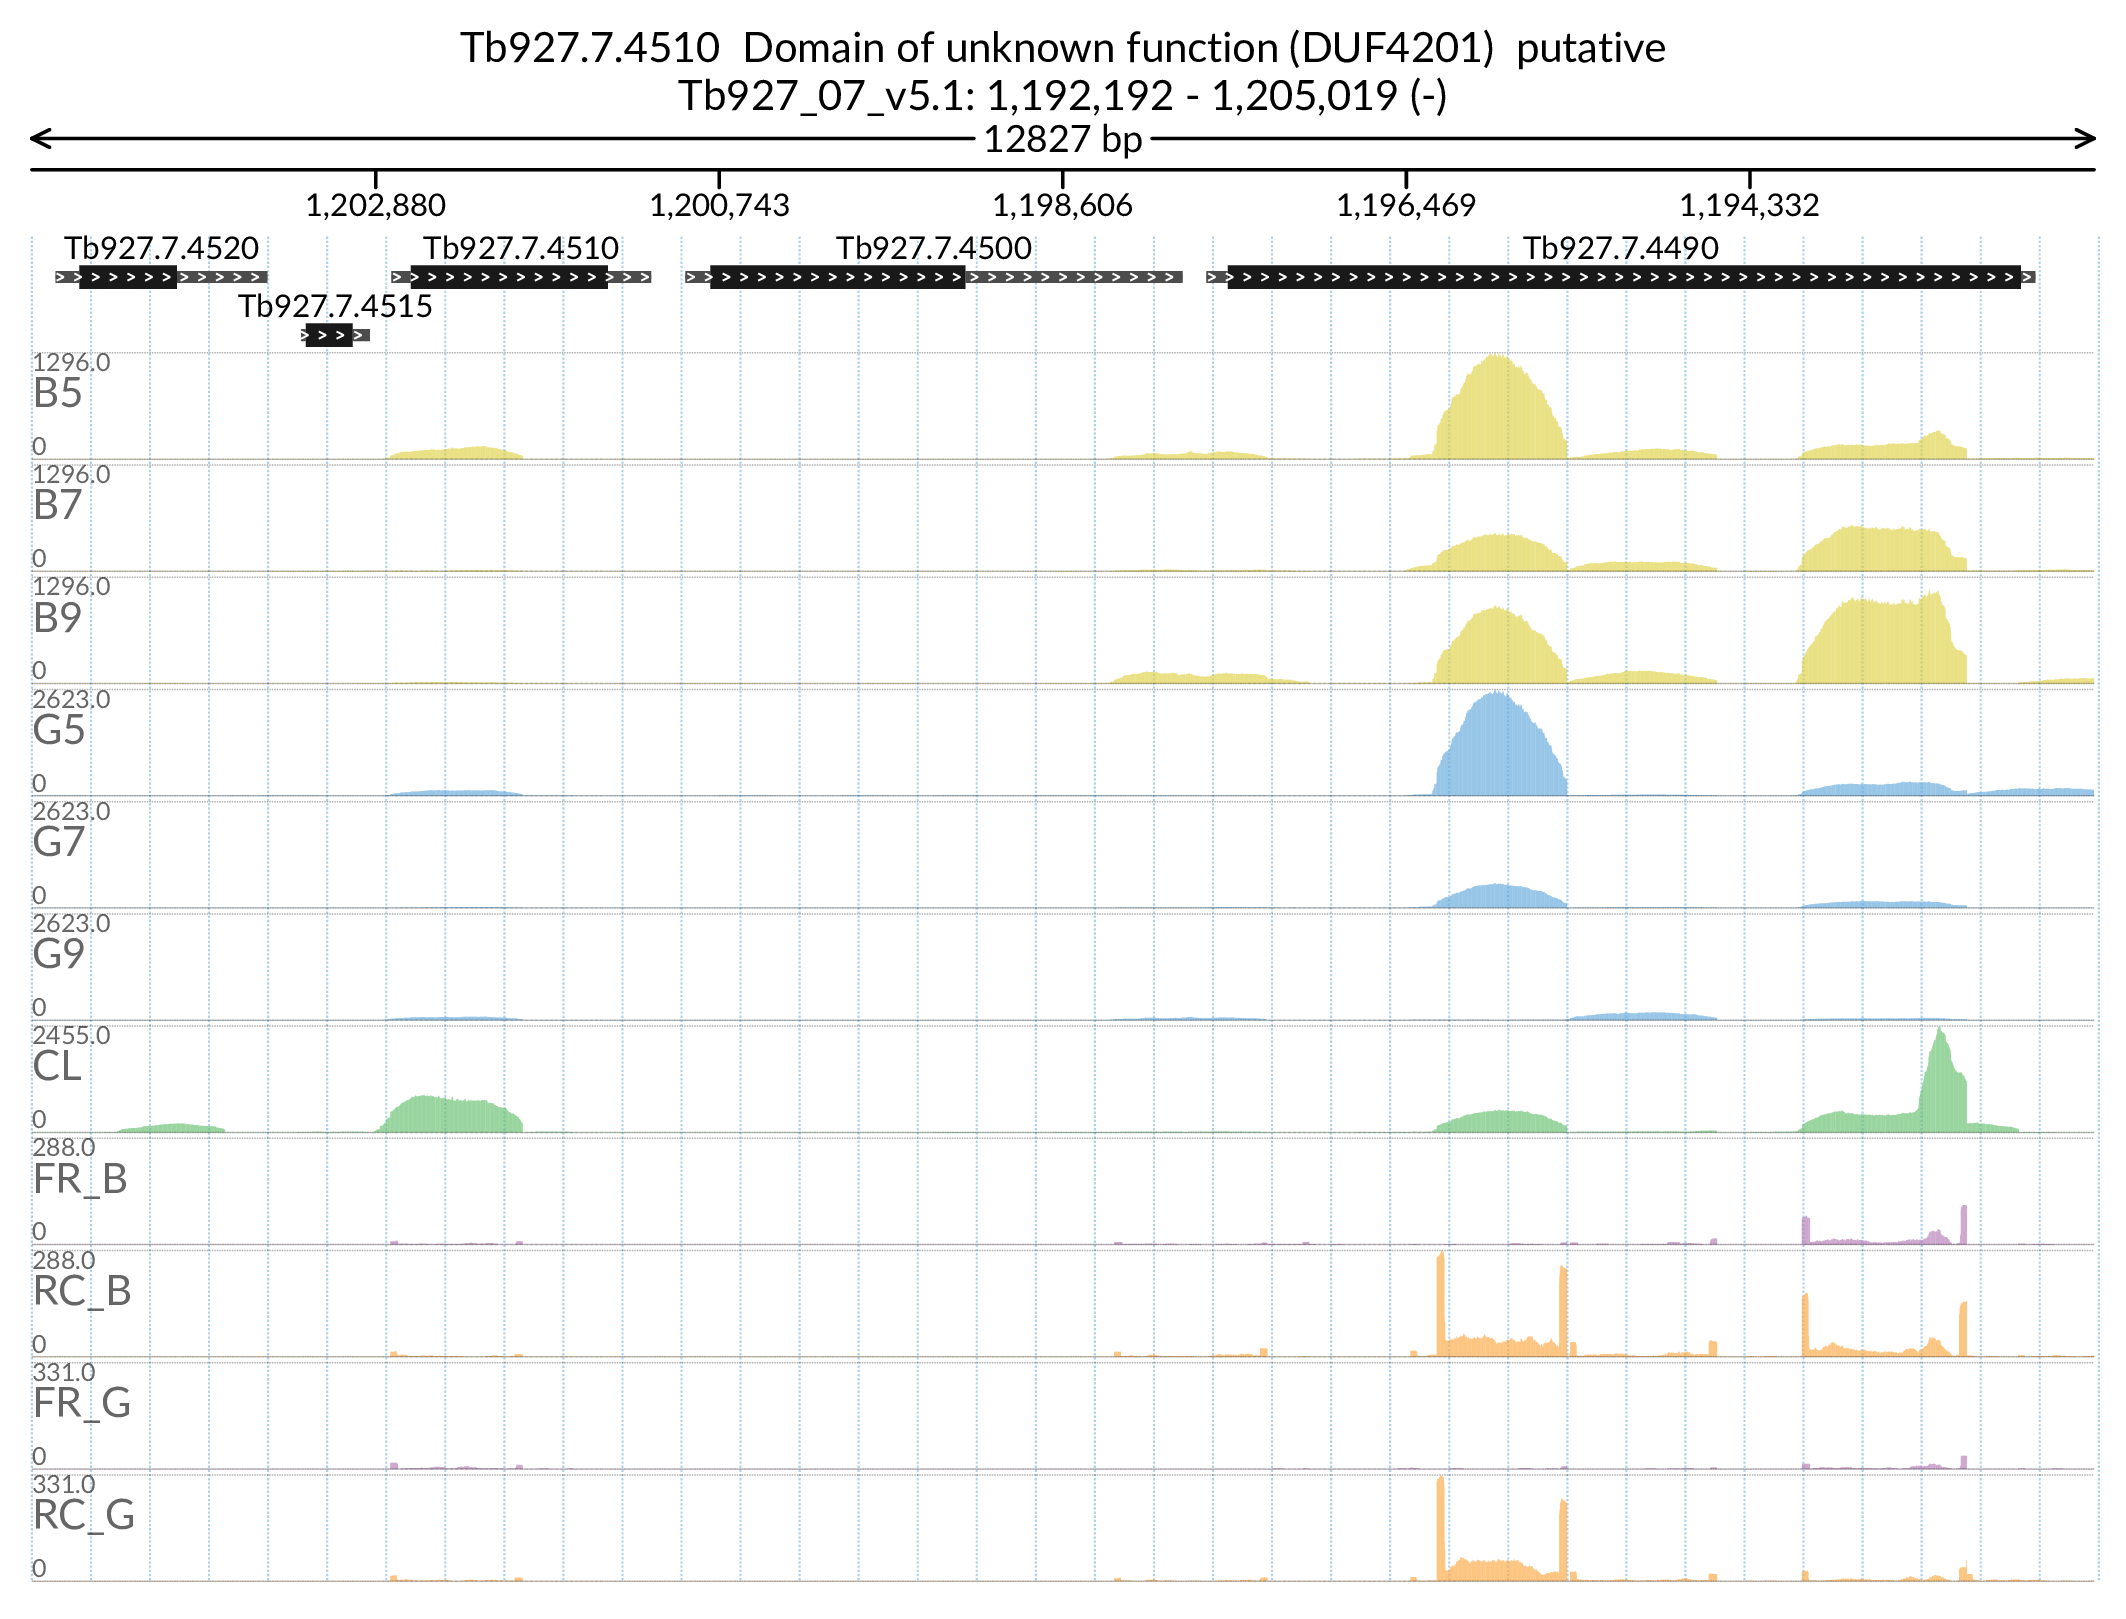 Tb927.7.4510  Domain of unknown function (DUF4201)  putative
Tb927_07_v5.1: 1,192,192 - 1,205,019 (-)
12827 bp
1,202,880 1,200,743 1,198,606 1,196,469 1,194,332
Tb927.7.4520 Tb927.7.4510 Tb927.7.4500 Tb927.7.4490
Tb927.7.4515
1296.0
B5
0
1296.0
B7
0
1296.0
B9
0
2623.0
G5
0
2623.0
G7
0
2623.0
G9
0
2455.0
CL
0
288.0
FR_B
0
288.0
RC_B
0
331.0
FR_G
0
331.0
RC_G
0